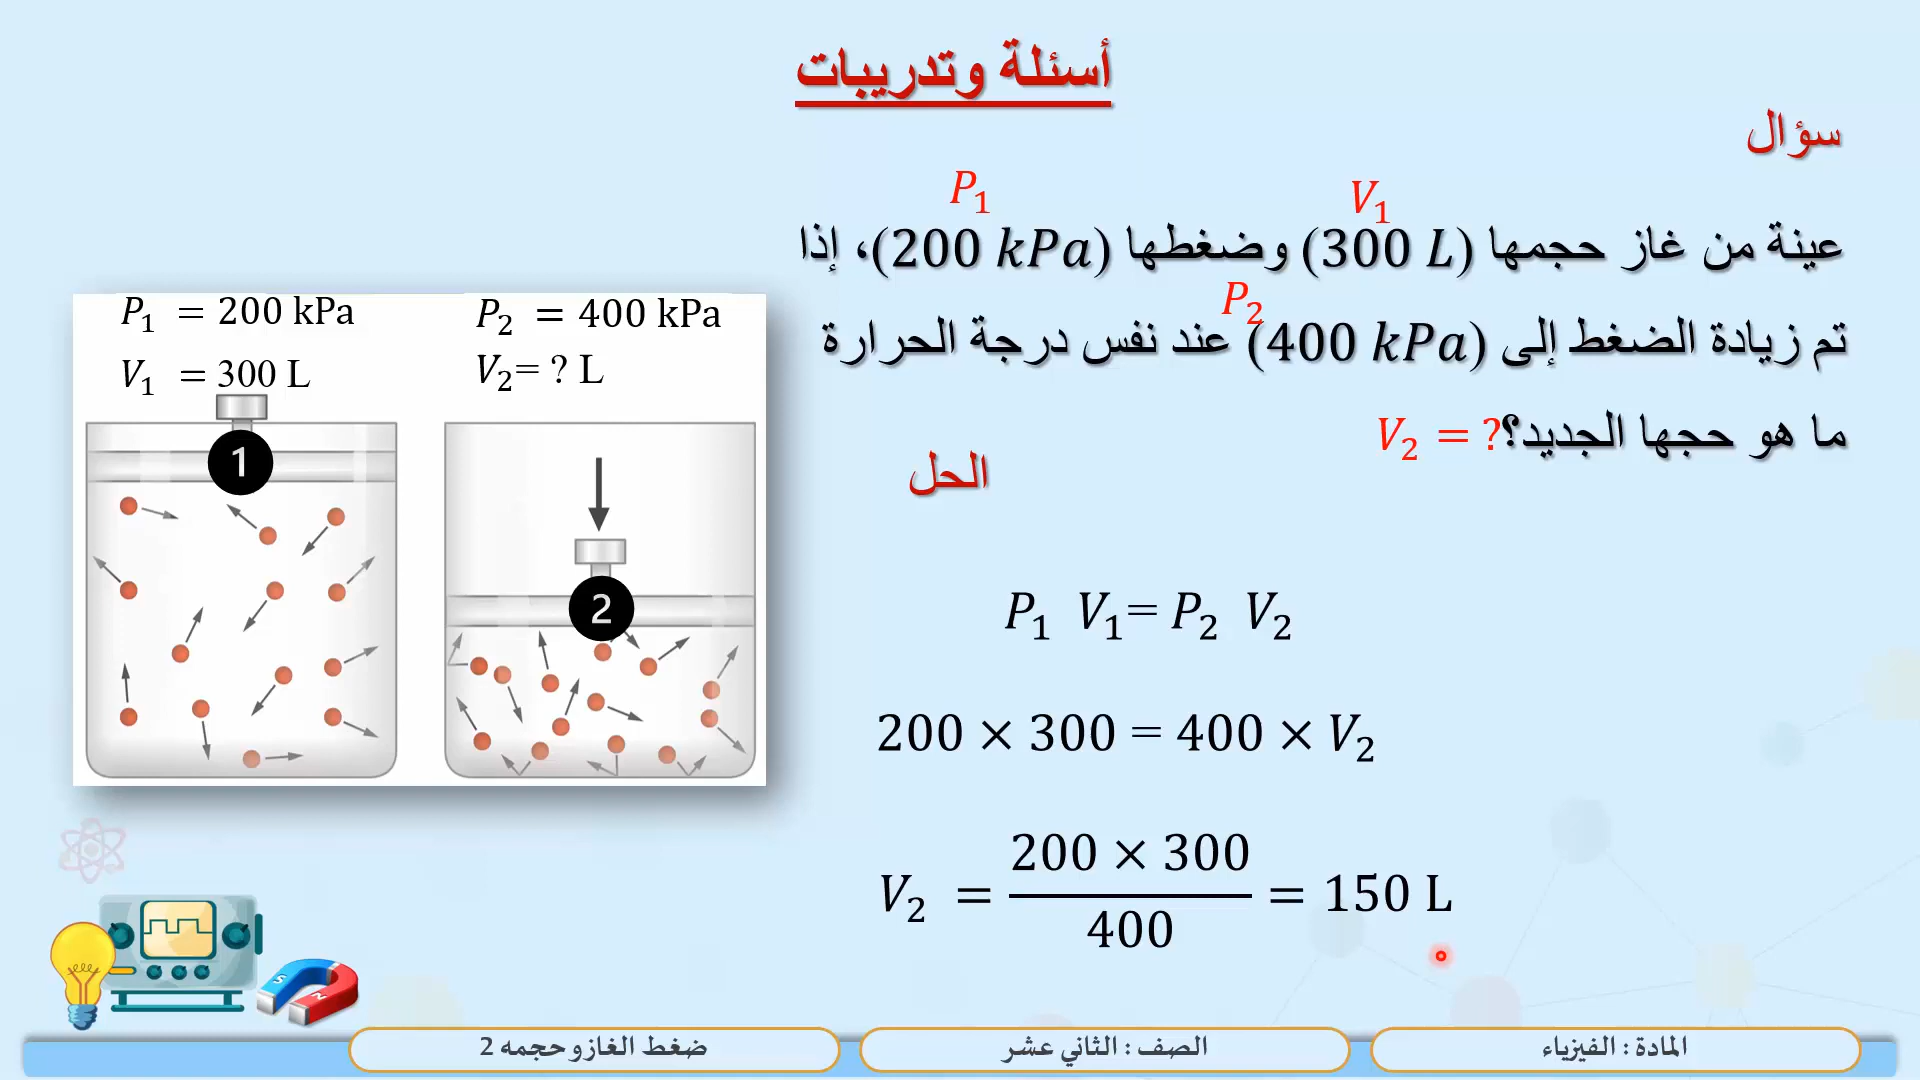 أسئلة وتدريبات
سؤال
V₁ P₁
عينة من غاز حجمها (300 L) وضغطها (200 kPa)، إذا
P₂
تم زيادة الضغط إلى (400 kPa) عند نفس درجة الحرارة
ما هو حجها الجديد؟ V₂ = ?
الحل
P₁ = 200 kPa
V₁ = 300 L
P₂ = 400 kPa
V₂= ? L
1
2
P₁ V₁= P₂ V₂
200 × 300 = 400 × V₂
V₂ = (200 × 300)/400 = 150 L
S
N
المادة : الفيزياء
الصف : الثاني عشر
ضغط الغاز وحجمه 2